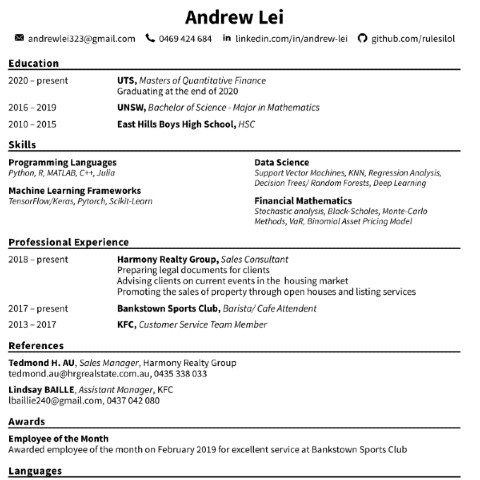 Andrew Lei
andrewlei323@gmail.com 0469 424 684 linkedin.com/in/andrew-lei github.com/rulesilol
Education
2020 – present UTS, Masters of Quantitative Finance
Graduating at the end of 2020
2016 – 2019 UNSW, Bachelor of Science - Major in Mathematics
2010 – 2015 East Hills Boys High School, HSC
Skills
Programming Languages
Python, R, MATLAB, C++, Julia
Machine Learning Frameworks
TensorFlow/Keras, Pytorch, Scikit-Learn
Data Science
Support Vector Machines, KNN, Regression Analysis,
Decision Trees/ Random Forests, Deep Learning
Financial Mathematics
Stochastic analysis, Black-Scholes, Monte-Carlo
Methods, VaR, Binomial Asset Pricing Model
Professional Experience
2018 – present Harmony Realty Group, Sales Consultant
Preparing legal documents for clients
Advising clients on current events in the housing market
Promoting the sales of property through open houses and listing services
2017 – present Bankstown Sports Club, Barista/ Cafe Attendent
2013 – 2017 KFC, Customer Service Team Member
References
Tedmond H. AU, Sales Manager, Harmony Realty Group
tedmond.au@hrgrealstate.com.au, 0435 338 033
Lindsay BAILLE, Assistant Manager, KFC
lbaillie240@gmail.com, 0437 042 080
Awards
Employee of the Month
Awarded employee of the month on February 2019 for excellent service at Bankstown Sports Club
Languages